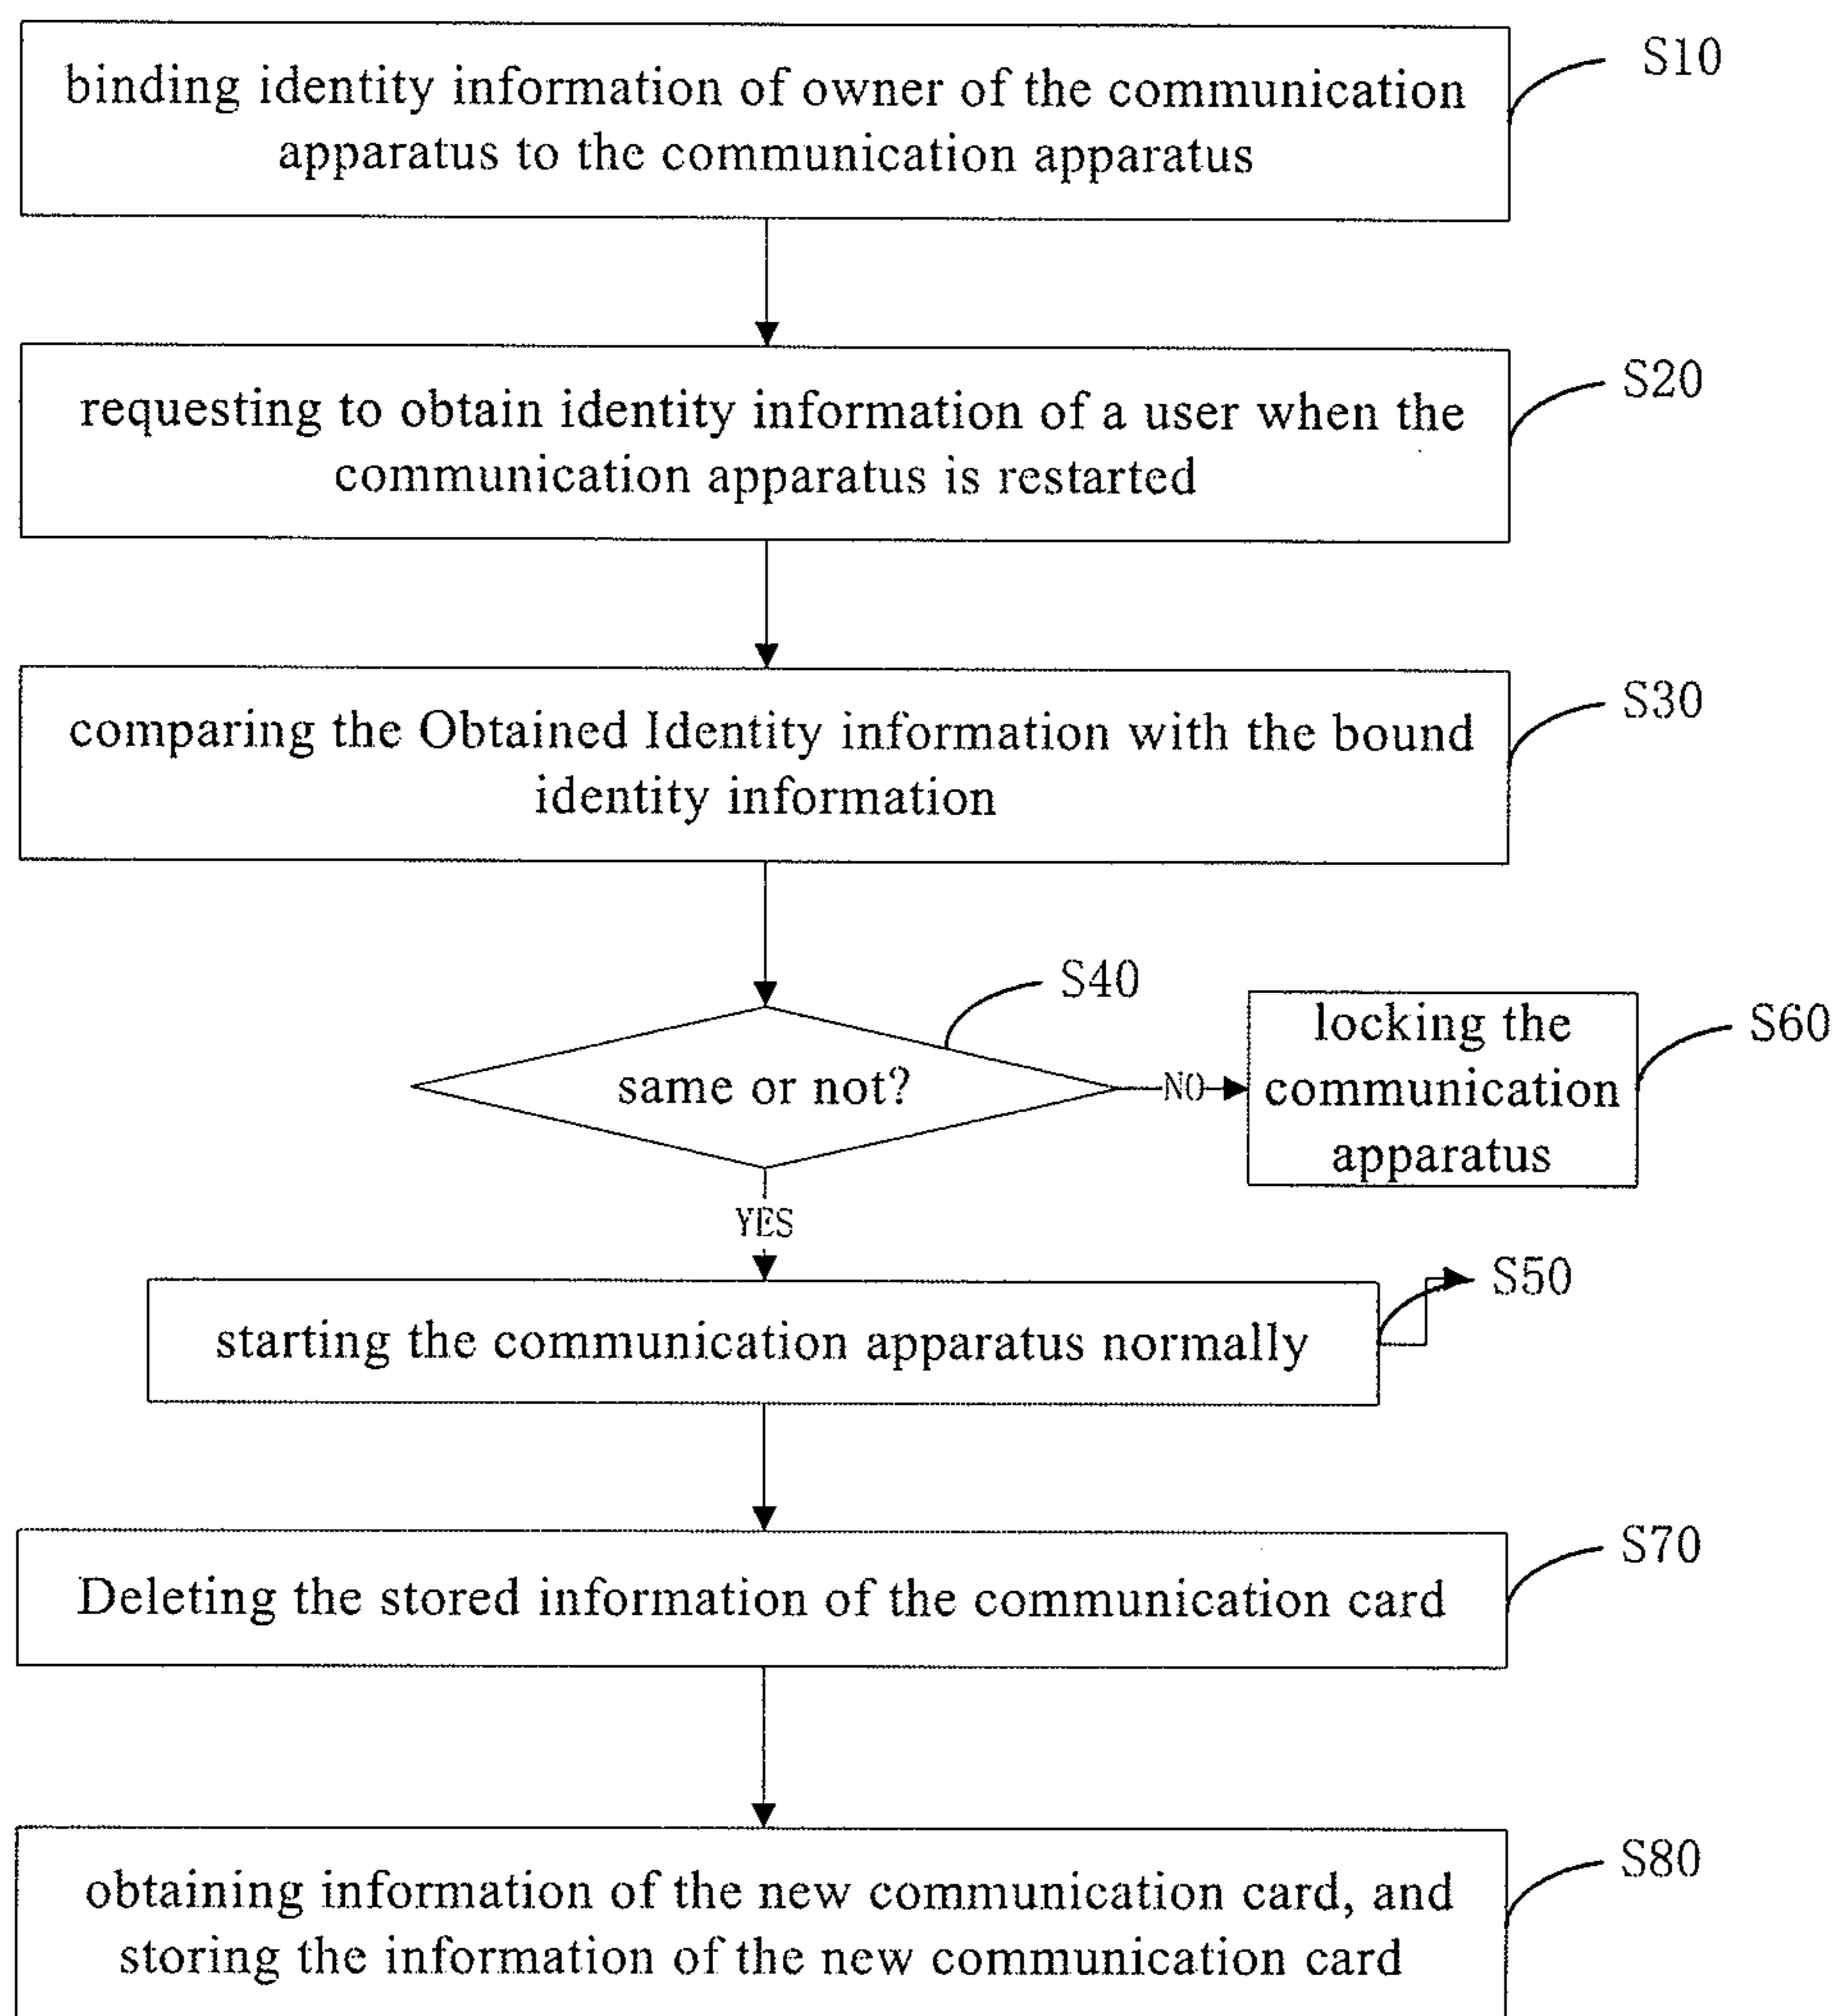 binding identity information of owner of the communication
apparatus to the communication apparatus
S10
requesting to obtain identity information of a user when the
communication apparatus is restarted
S20
comparing the Obtained Identity information with the bound
identity information
S30
S40
same or not?
NO
locking the
communication
apparatus
S60
YES
starting the communication apparatus normally
S50
Deleting the stored information of the communication card
S70
obtaining information of the new communication card, and
storing the information of the new communication card
S80